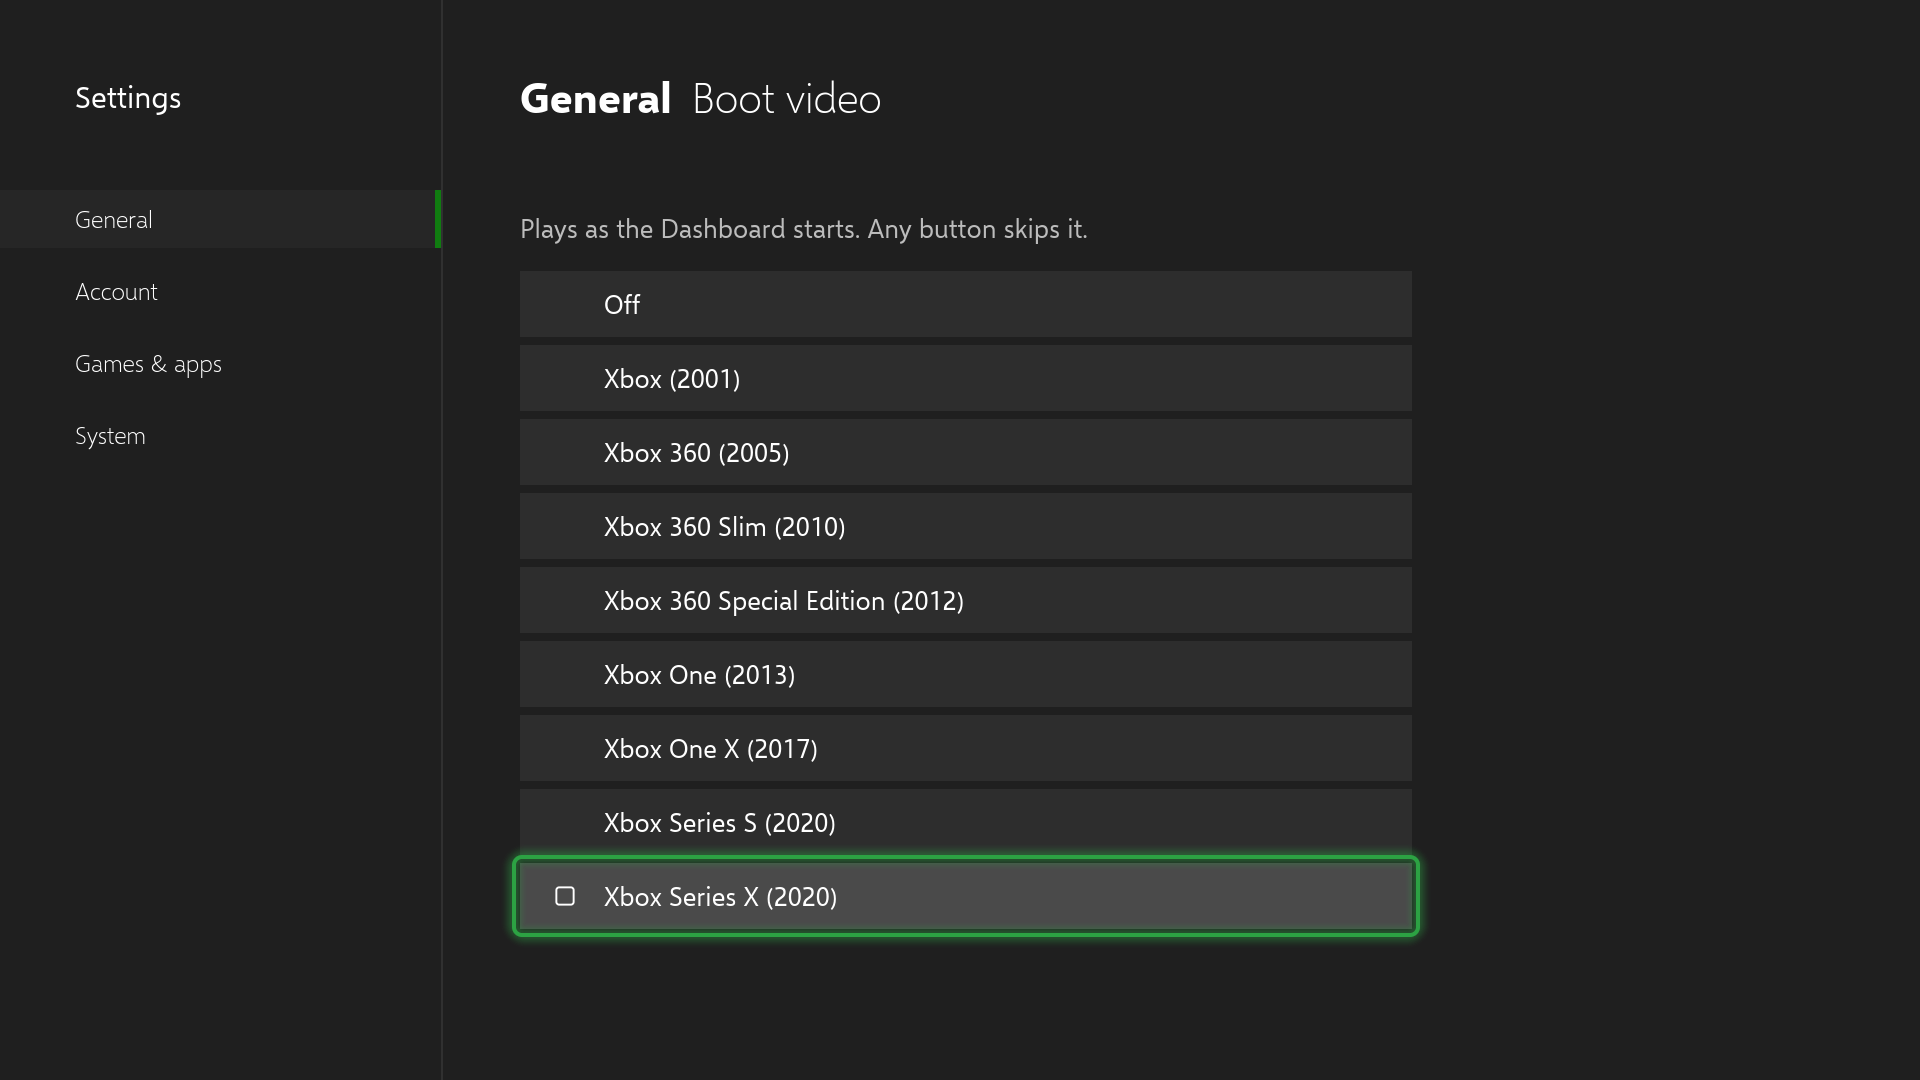 Settings
General
Account
Games & apps
System
General Boot video
Plays as the Dashboard starts. Any button skips it.
Off
Xbox (2001)
Xbox 360 (2005)
Xbox 360 Slim (2010)
Xbox 360 Special Edition (2012)
Xbox One (2013)
Xbox One X (2017)
Xbox Series S (2020)
Xbox Series X (2020)